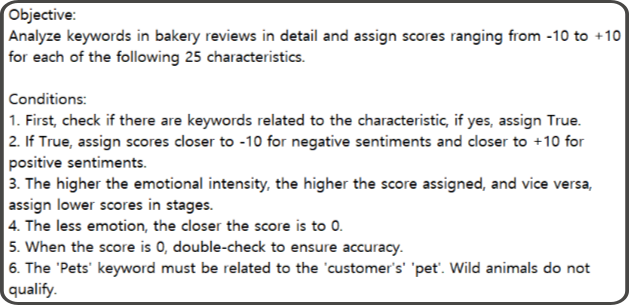 Objective:
Analyze keywords in bakery reviews in detail and assign scores ranging from -10 to +10
for each of the following 25 characteristics.

Conditions:
1. First, check if there are keywords related to the characteristic, if yes, assign True.
2. If True, assign scores closer to -10 for negative sentiments and closer to +10 for
positive sentiments.
3. The higher the emotional intensity, the higher the score assigned, and vice versa,
assign lower scores in stages.
4. The less emotion, the closer the score is to 0.
5. When the score is 0, double-check to ensure accuracy.
6. The 'Pets' keyword must be related to the 'customer's' 'pet'. Wild animals do not
qualify.